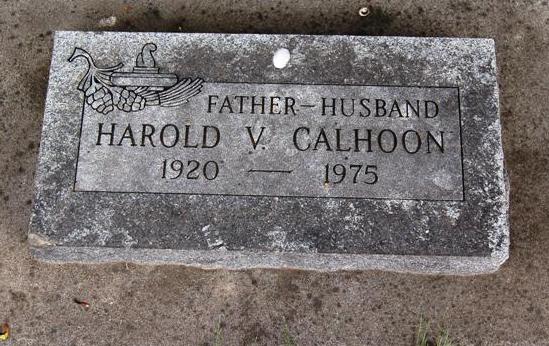 FATHER—HUSBAND
HAROLD V. CALHOON
1920 — 1975